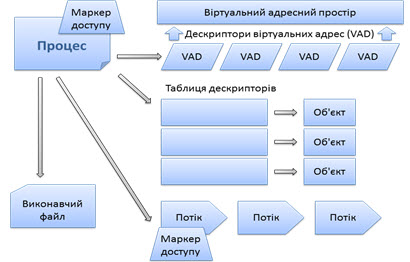 Маркер
доступу
Процес
Віртуальний адресний простір
Дескриптори віртуальних адрес (VAD)
VAD
VAD
VAD
VAD
Таблиця дескрипторів
Об'єкт
Об'єкт
Об'єкт
Виконавчий
файл
Потік
Потік
Потік
Маркер
доступу